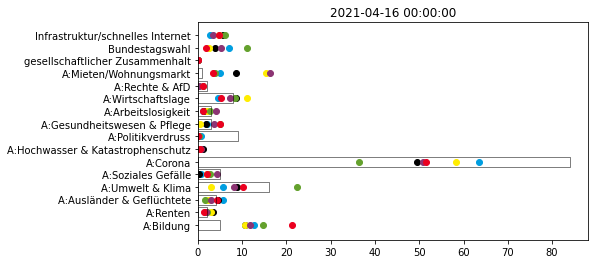 2021-04-16 00:00:00
Infrastruktur/schnelles Internet
Bundestagswahl
gesellschaftlicher Zusammenhalt
A:Mieten/Wohnungsmarkt
A:Rechte & AfD
A:Wirtschaftslage
A:Arbeitslosigkeit
A:Gesundheitswesen & Pflege
A:Politikverdruss
A:Hochwasser & Katastrophenschutz
A:Corona
A:Soziales Gefälle
A:Umwelt & Klima
A:Ausländer & Geflüchtete
A:Renten
A:Bildung
0 10 20 30 40 50 60 70 80